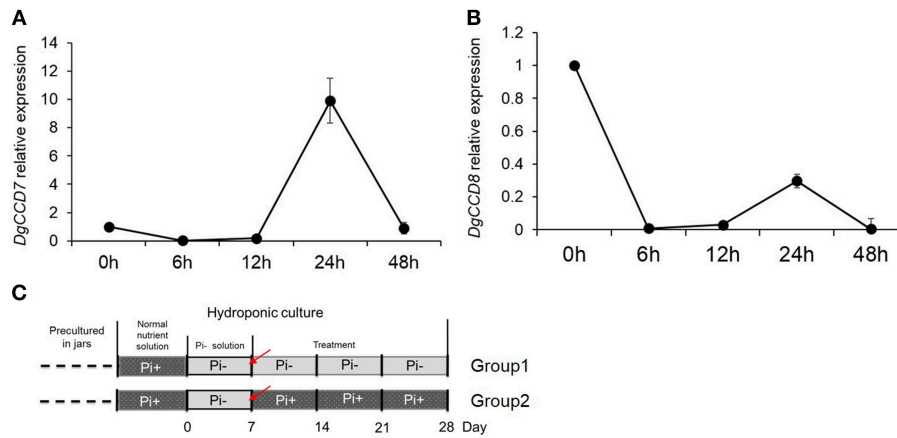 A
DgCCD7 relative expression
14
12
10
8
6
4
2
0
0h 6h 12h 24h 48h
B
DgCCD8 relative expression
1.2
1
0.8
0.6
0.4
0.2
0
0h 6h 12h 24h 48h
C
Hydroponic culture
Precultured
in jars
Normal
nutrient
solution
Pi- solution
Treatment
Pi+ Pi- Pi- Pi- Pi- Group1
Pi+ Pi- Pi+ Pi+ Pi+ Group2
0 7 14 21 28 Day